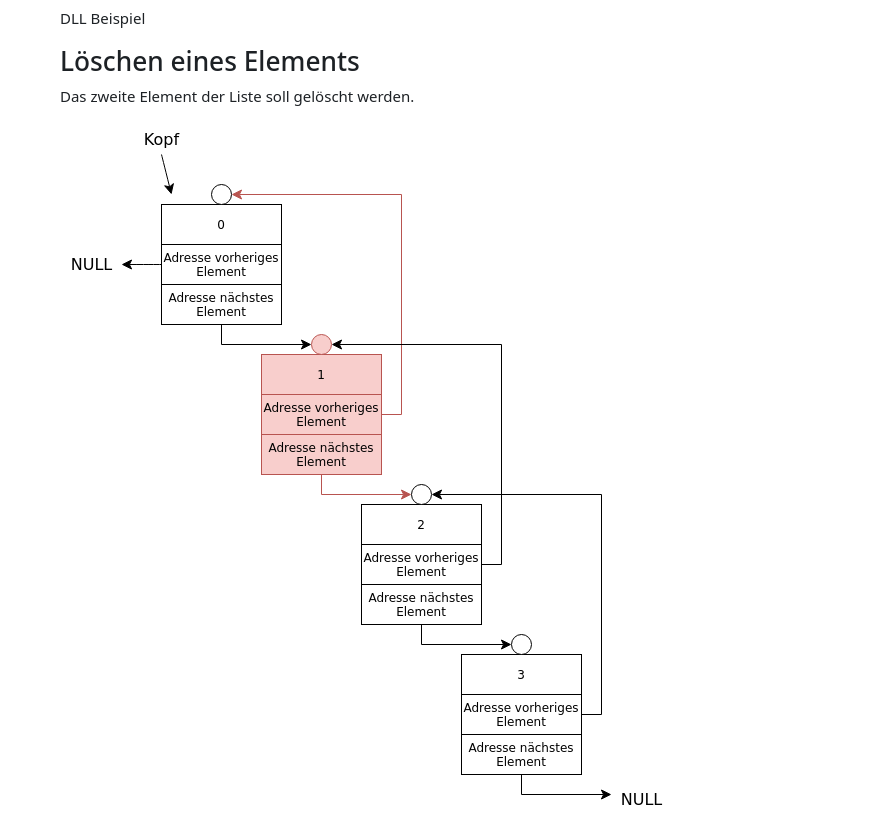 DLL Beispiel
Löschen eines Elements
Das zweite Element der Liste soll gelöscht werden.
Kopf
0
NULL
Adresse vorheriges
Element
Adresse nächstes
Element
1
Adresse vorheriges
Element
Adresse nächstes
Element
2
Adresse vorheriges
Element
Adresse nächstes
Element
3
Adresse vorheriges
Element
Adresse nächstes
Element
NULL